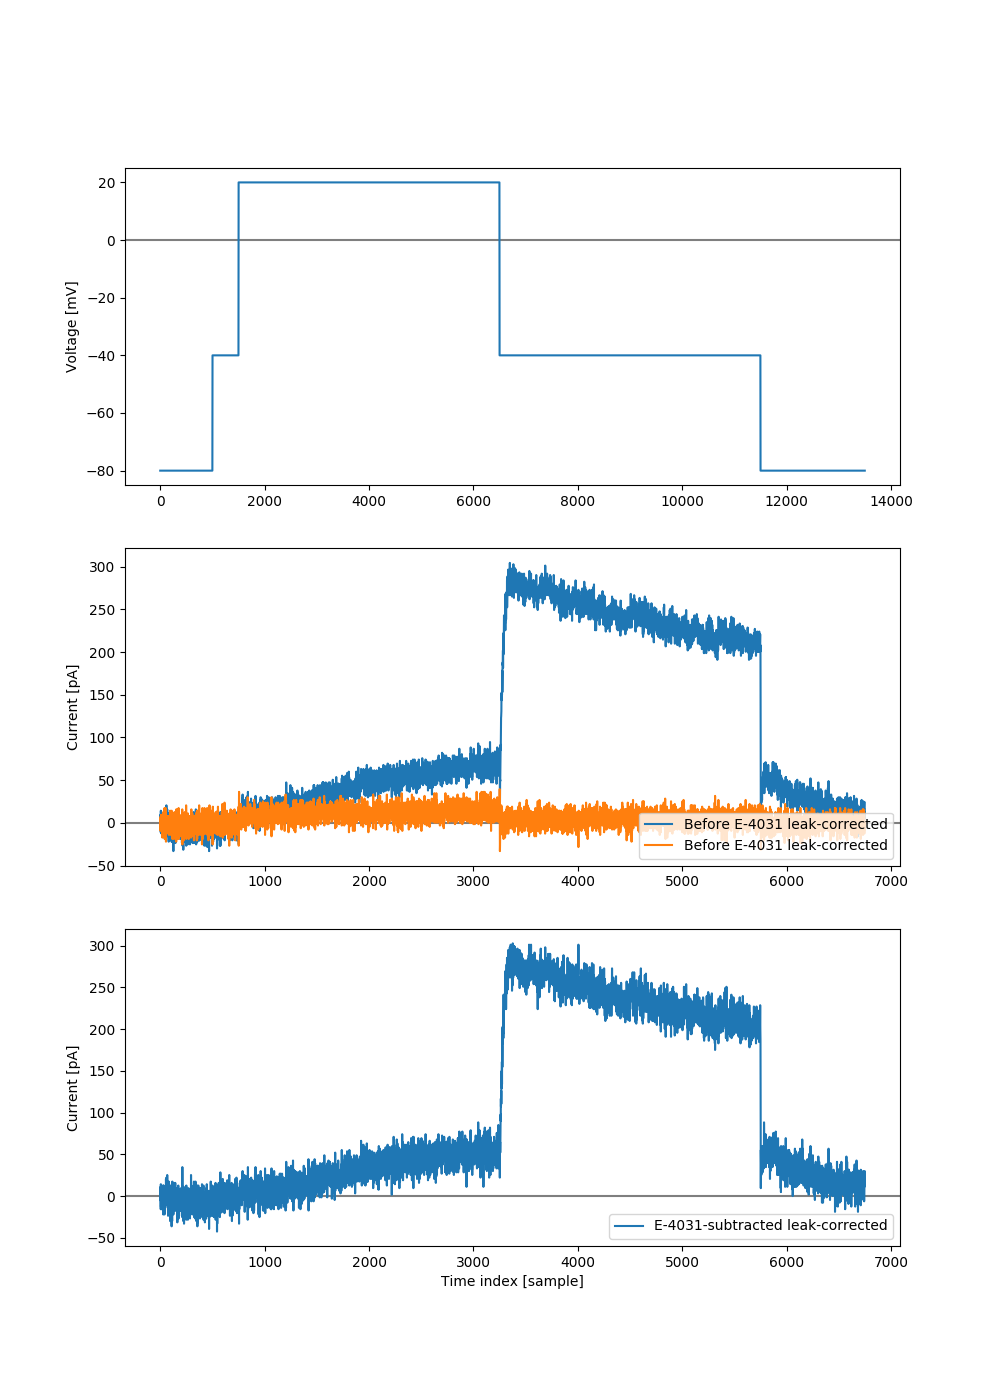 20
0
−20
−40
−60
−80
Voltage [mV]
0 2000 4000 6000 8000 10000 12000 14000
300
250
200
150
100
50
0
−50
Current [pA]
Before E-4031 leak-corrected
Before E-4031 leak-corrected
0 1000 2000 3000 4000 5000 6000 7000
300
250
200
150
100
50
0
−50
Current [pA]
E-4031-subtracted leak-corrected
0 1000 2000 3000 4000 5000 6000 7000
Time index [sample]